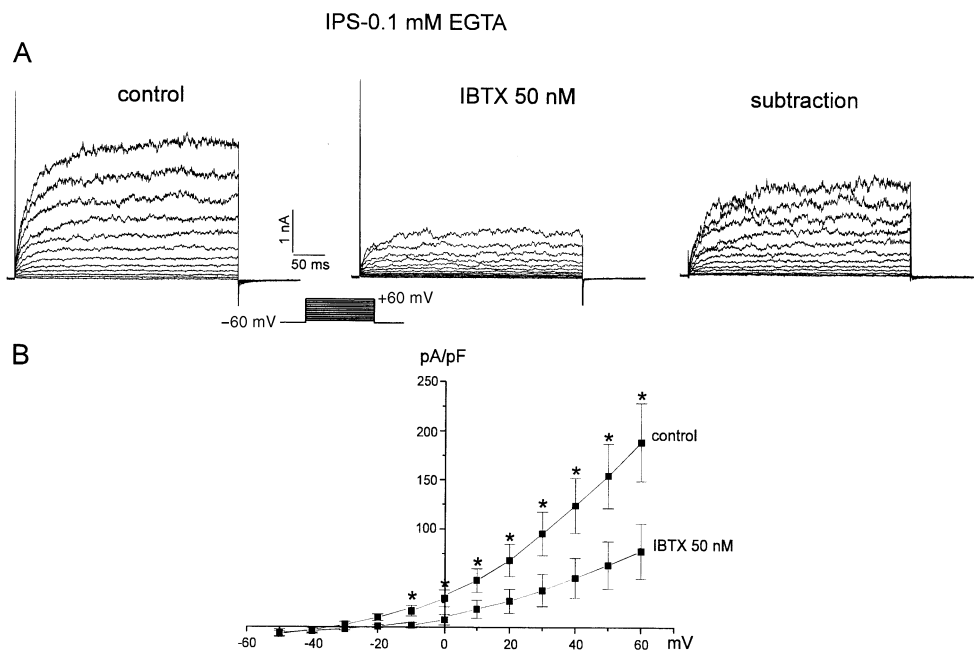 IPS-0.1 mM EGTA
A
control
IBTX 50 nM
subtraction
1 nA
50 ms
+60 mV
−60 mV
B
pA/pF
250
200
150
100
control
IBTX 50 nM
-60 -40 -20 0 20 40 60 mV
* * * * * * * *